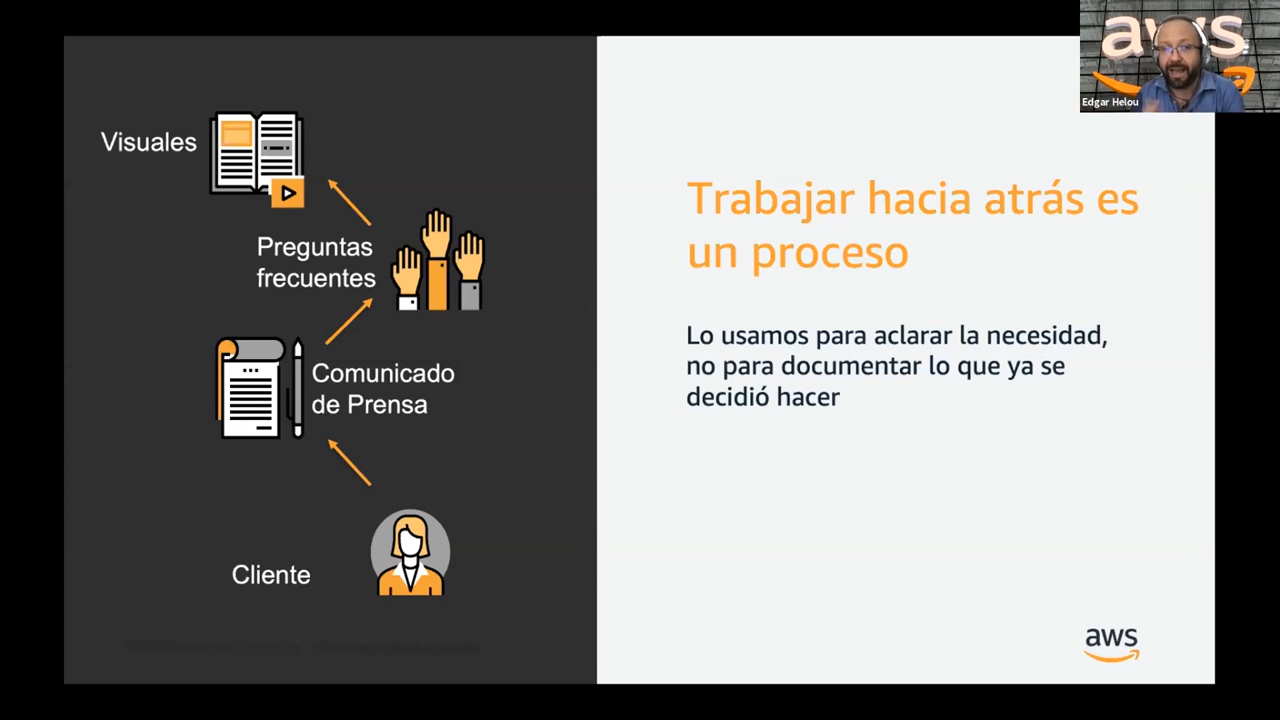 aws
Edgar Helou
Visuales
Preguntas
frecuentes
Comunicado
de Prensa
Cliente
Trabajar hacia atrás es
un proceso
Lo usamos para aclarar la necesidad,
no para documentar lo que ya se
decidió hacer
aws